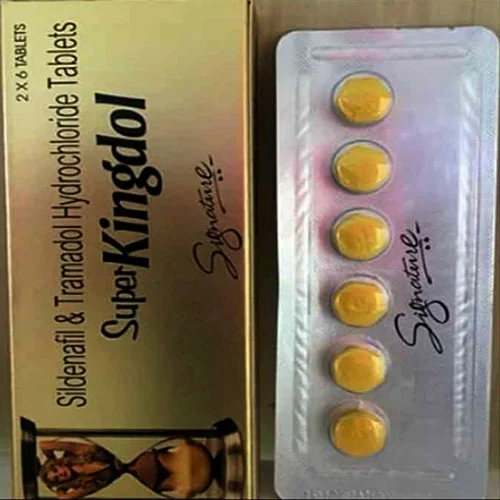 2 X 6 TABLETS
Sildenafil & Tramadol Hydrochloride Tablets
Super Kingdol
Signature
Signature